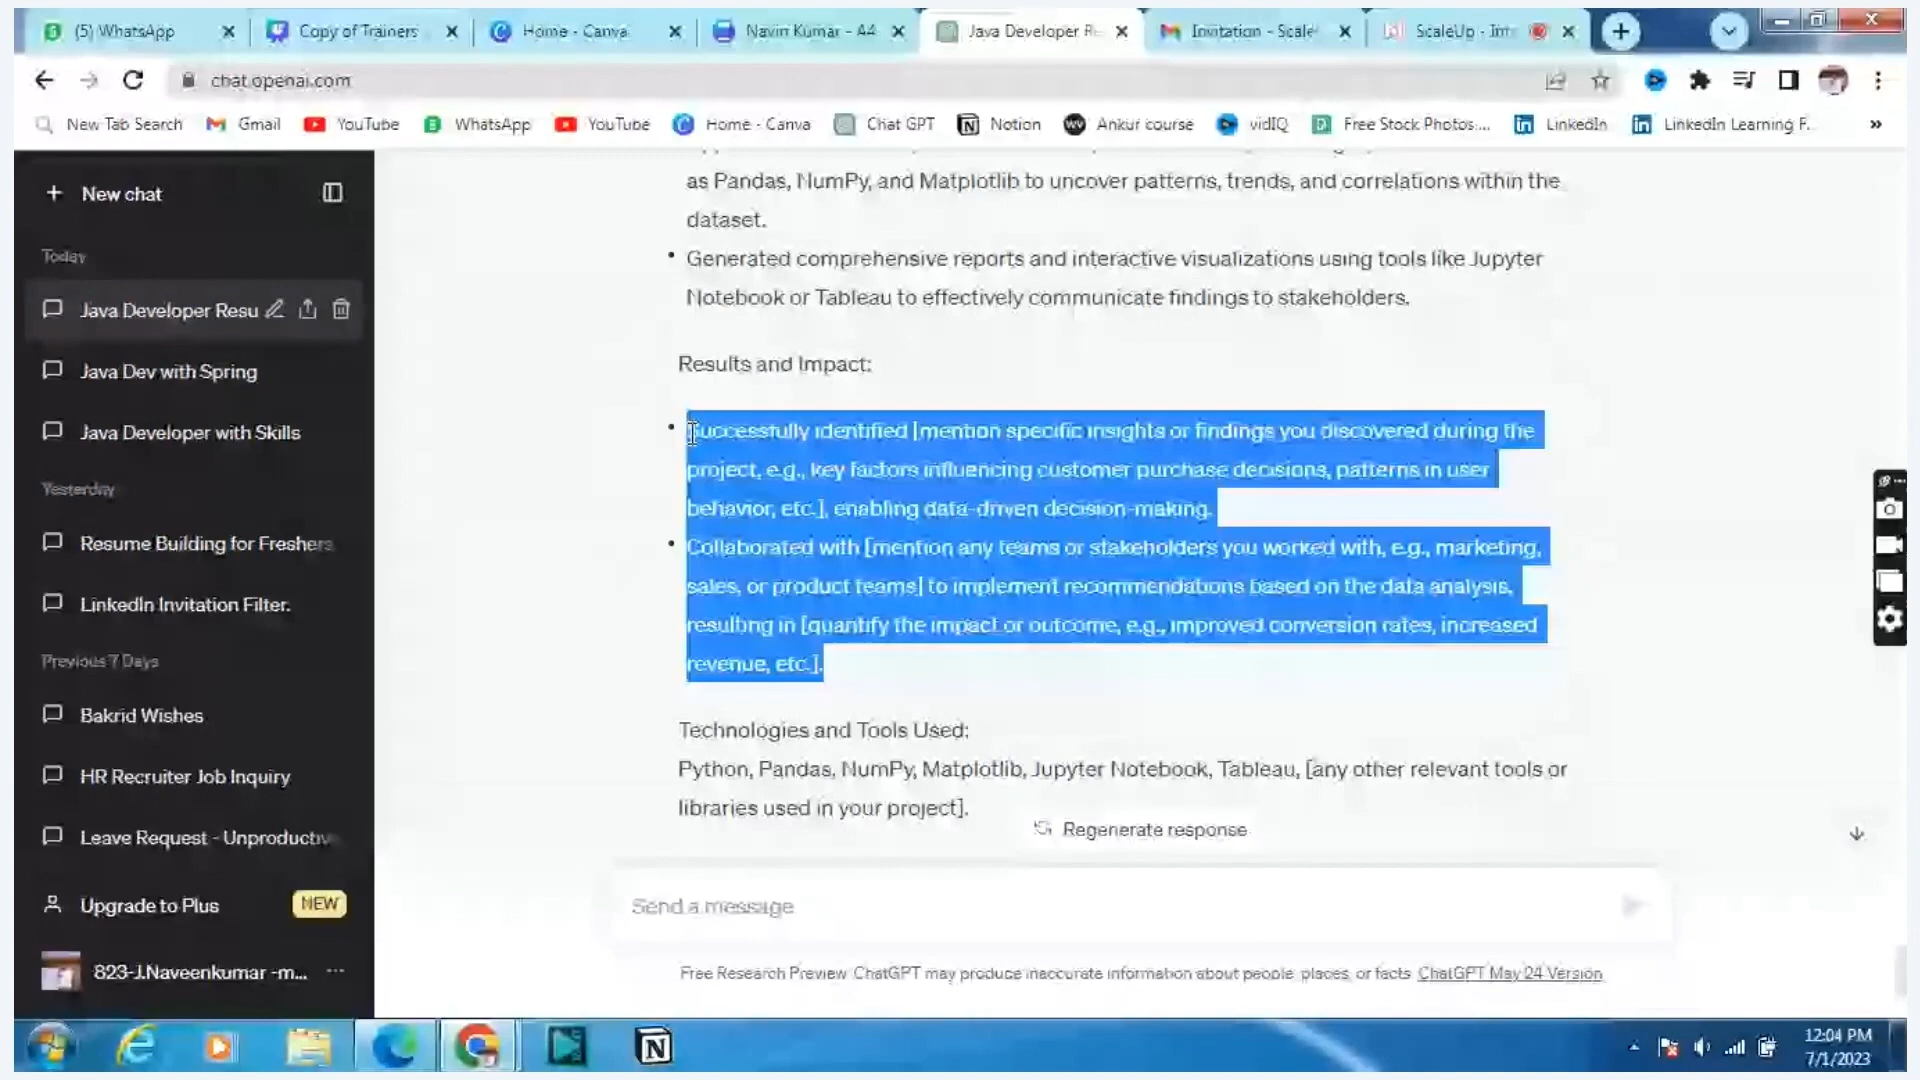 (5) WhatsApp
Copy of Trainers
Home - Canva
Navin Kumar - A4
Java Developer Re
Invitation - Scale
ScaleUp - Int
chat.openai.com
New Tab Search
Gmail
YouTube
WhatsApp
YouTube
Home - Canva
Chat GPT
Notion
Ankur course
vidIQ
Free Stock Photos:...
LinkedIn
LinkedIn Learning F...
»
+ New chat
Today
Java Developer Resu
Java Dev with Spring
Java Developer with Skills
Yesterday
Resume Building for Freshers
LinkedIn Invitation Filter.
Previous 7 Days
Bakrid Wishes
HR Recruiter Job Inquiry
Leave Request - Unproductiv
Upgrade to Plus NEW
823-J.Naveenkumar -m... ...
as Pandas, NumPy, and Matplotlib to uncover patterns, trends, and correlations within the
dataset.
• Generated comprehensive reports and interactive visualizations using tools like Jupyter
Notebook or Tableau to effectively communicate findings to stakeholders.
Results and Impact:
• Successfully identified [mention specific insights or findings you discovered during the
project, e.g., key factors influencing customer purchase decisions, patterns in user
behavior, etc.], enabling data-driven decision-making.
• Collaborated with [mention any teams or stakeholders you worked with, e.g., marketing,
sales, or product teams] to implement recommendations based on the data analysis,
resulting in [quantify the impact or outcome, e.g., improved conversion rates, increased
revenue, etc.].
Technologies and Tools Used:
Python, Pandas, NumPy, Matplotlib, Jupyter Notebook, Tableau, [any other relevant tools or
libraries used in your project].
Regenerate response
Send a message
Free Research Preview. ChatGPT may produce inaccurate information about people, places, or facts. ChatGPT May 24 Version
12:04 PM
7/1/2023